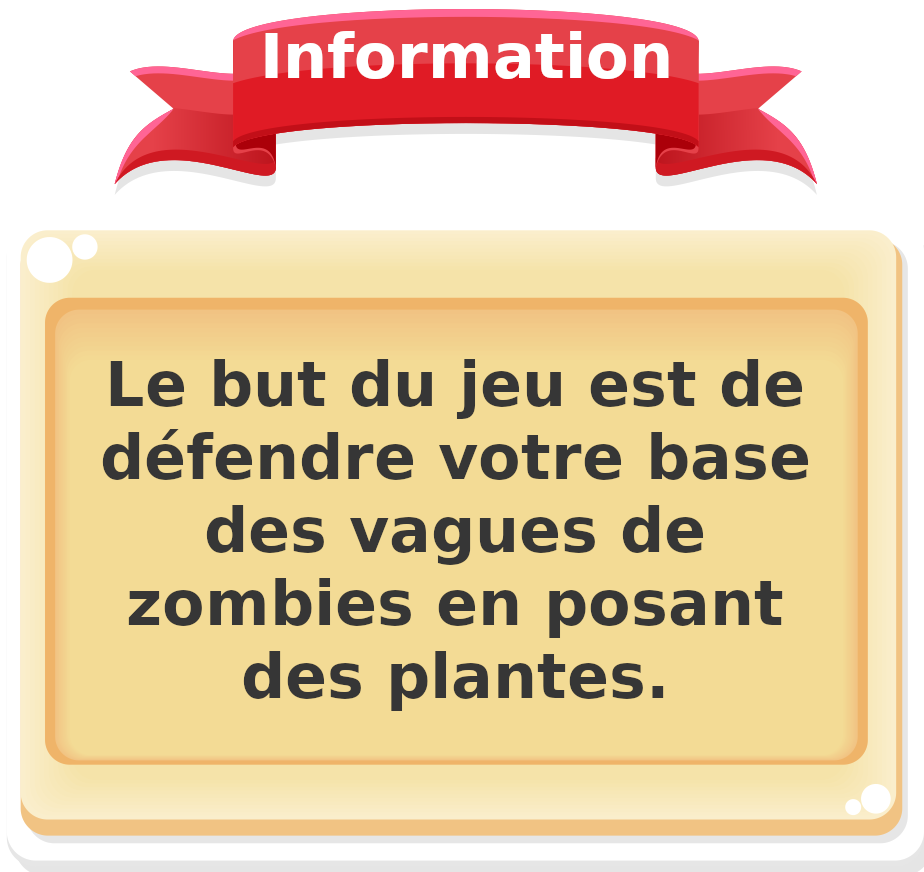 Information
Le but du jeu est de
défendre votre base
des vagues de
zombies en posant
des plantes.